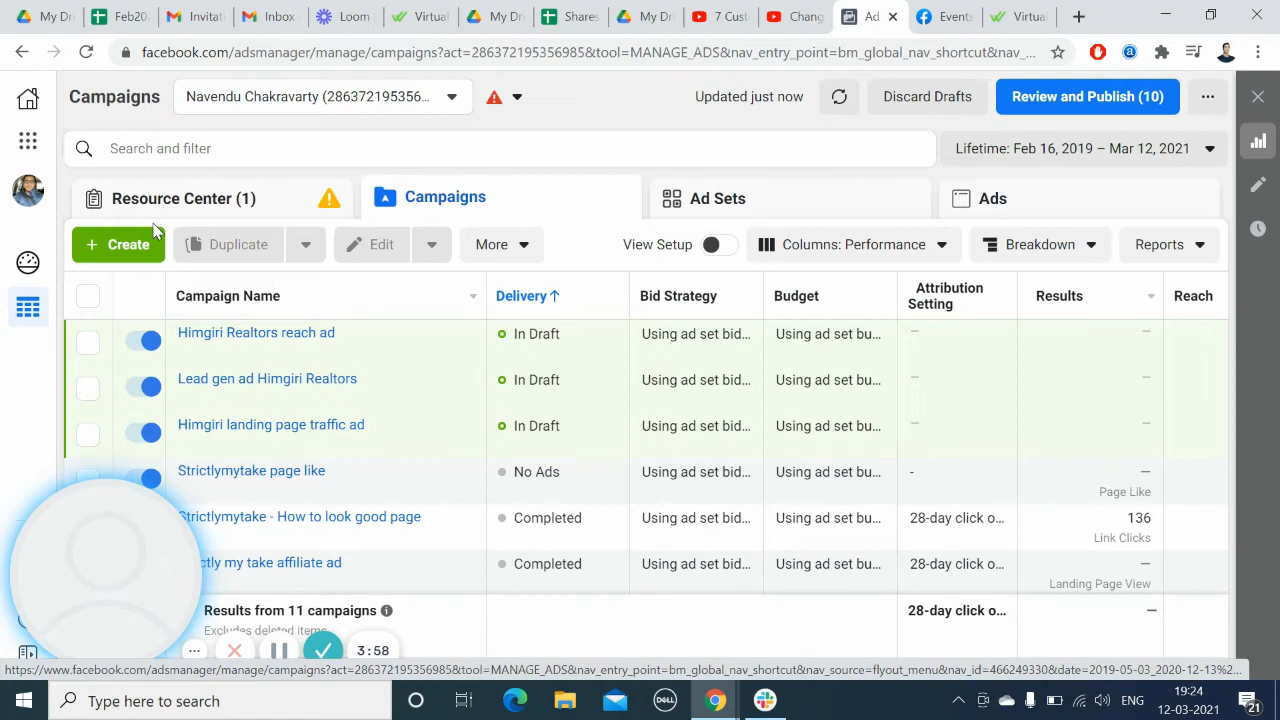 My Dr
Feb28
Invitati
Inbox
Loom
Virtual
My Dr
Shares
My Dr
7 Cust
Chang
Ad
Events
Virtua
facebook.com/adsmanager/manage/campaigns?act=286372195356985&tool=MANAGE_ADS&nav_entry_point=bm_global_nav_shortcut&nav_...
Campaigns
Navendu Chakravarty (28637219535 6...
Updated just now
Discard Drafts
Review and Publish (10)
Search and filter
Lifetime: Feb 16, 2019 – Mar 12, 2021
Resource Center (1)
Campaigns
Ad Sets
Ads
+ Create
Duplicate
Edit
More
View Setup
Columns: Performance
Breakdown
Reports
Campaign Name
Delivery ↑
Bid Strategy
Budget
Attribution Setting
Results
Reach
Himgiri Realtors reach ad
In Draft
Using ad set bid...
Using ad set bu...
–
—
Lead gen ad Himgiri Realtors
In Draft
Using ad set bid...
Using ad set bu...
–
—
Himgiri landing page traffic ad
In Draft
Using ad set bid...
Using ad set bu...
–
—
Strictlymytake page like
No Ads
Using ad set bid...
Using ad set bu...
-
—
Page Like
Strictlymytake - How to look good page
Completed
Using ad set bid...
Using ad set bu...
28-day click o...
136
Link Clicks
ctly my take affiliate ad
Completed
Using ad set bid...
Using ad set bu...
28-day click o...
—
Landing Page View
Results from 11 campaigns
28-day click o...
—
Excludes deleted items
3:58
https://www.facebook.com/adsmanager/manage/campaigns?act=286372195356985&tool=MANAGE_ADS&nav_entry_point=bm_global_nav_shortcut&nav_source=flyout_menu&nav_id=466249330&date=2019-05-03_2020-12-13%2...
Type here to search
DELL
ENG
19:24
12-03-2021
21